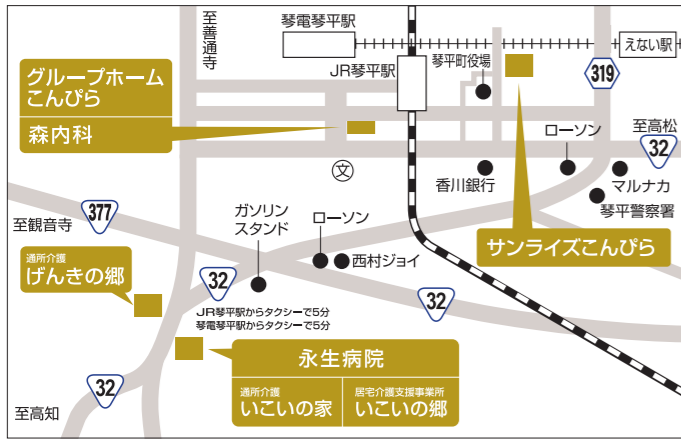 至善通寺
琴電琴平駅
えない駅
JR琴平駅
琴平町役場
319
グループホーム
こんぴら
森内科
ローソン
至高松
32
文
香川銀行
マルナカ
琴平警察署
377
至観音寺
ガソリン
スタンド
ローソン
西村ジョイ
サンライズこんぴら
通所介護
げんきの郷
32
32
JR琴平駅からタクシーで5分
琴電琴平駅からタクシーで5分
永生病院
通所介護
いこいの家
居宅介護支援事業所
いこいの郷
32
至高知